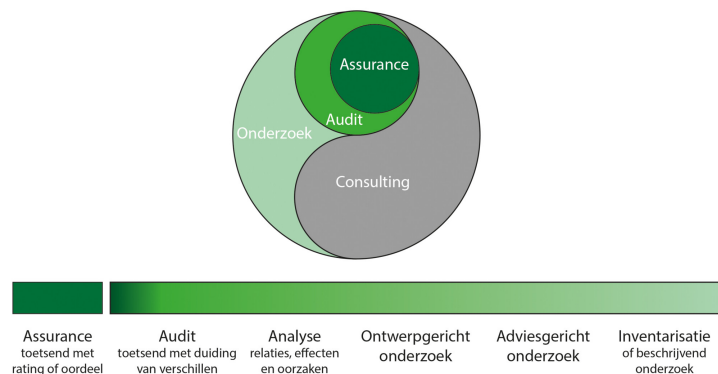 Assurance
Audit
Onderzoek
Consulting
Assurance
toetsend met
rating of oordeel
Audit
toetsend met duiding
van verschillen
Analyse
relaties, effecten
en oorzaken
Ontwerpgericht
onderzoek
Adviesgericht
onderzoek
Inventarisatie
of beschrijvend
onderzoek